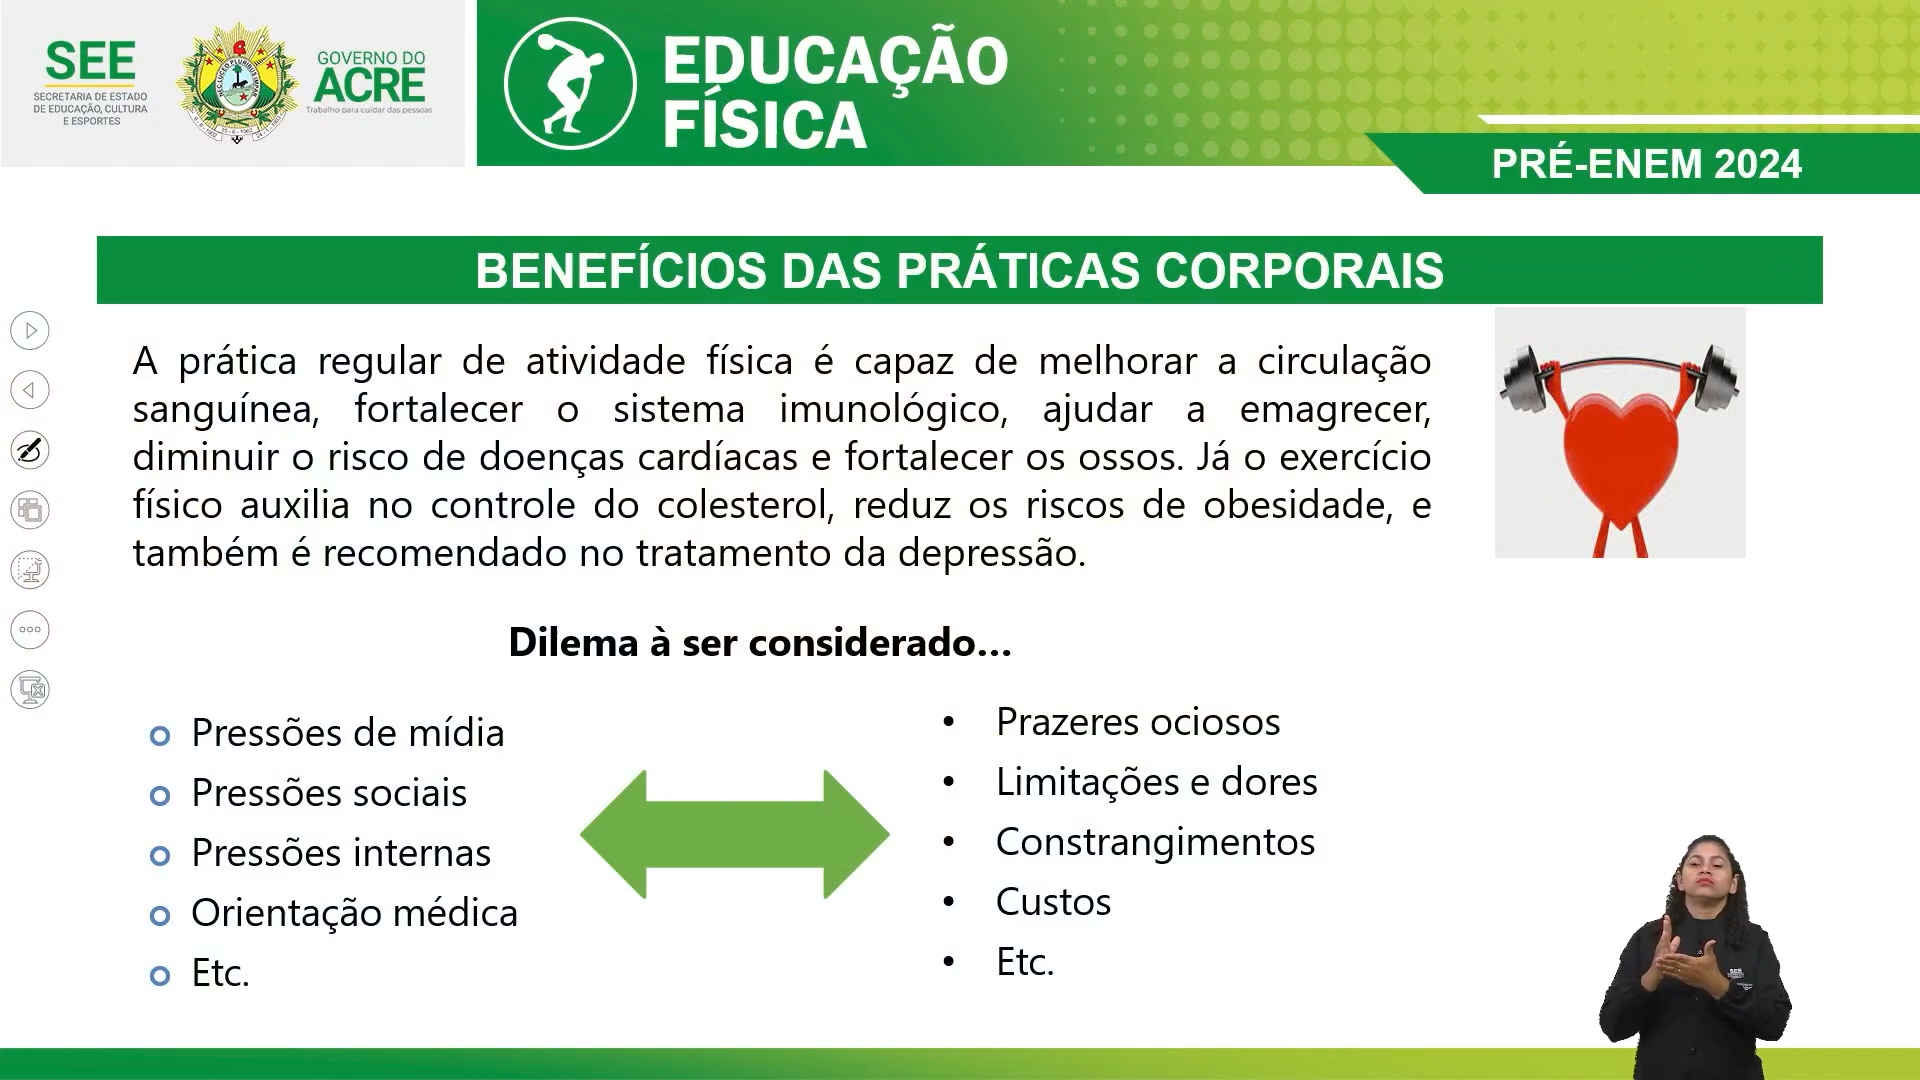 SEE
SECRETARIA DE ESTADO
DE EDUCAÇÃO, CULTURA
E ESPORTES
GOVERNO DO
ACRE
Trabalho para cuidar das pessoas
EDUCAÇÃO
FÍSICA
PRÉ-ENEM 2024
BENEFÍCIOS DAS PRÁTICAS CORPORAIS
A prática regular de atividade física é capaz de melhorar a circulação
sanguínea, fortalecer o sistema imunológico, ajudar a emagrecer,
diminuir o risco de doenças cardíacas e fortalecer os ossos. Já o exercício
físico auxilia no controle do colesterol, reduz os riscos de obesidade, e
também é recomendado no tratamento da depressão.
Dilema à ser considerado...
Pressões de mídia
Pressões sociais
Pressões internas
Orientação médica
Etc.
Prazeres ociosos
Limitações e dores
Constrangimentos
Custos
Etc.
SEE